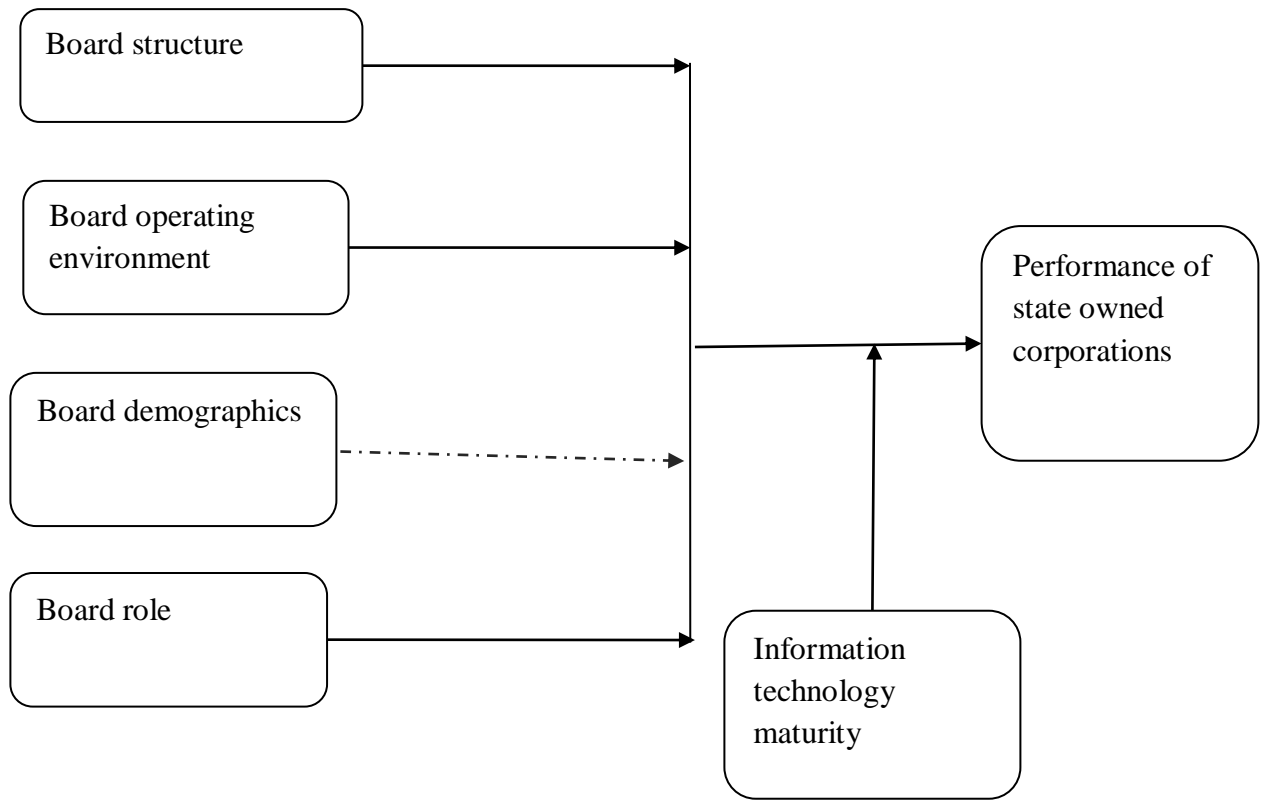 Board structure
Board operating
environment
Performance of
state owned
corporations
Board demographics
Board role
Information
technology
maturity